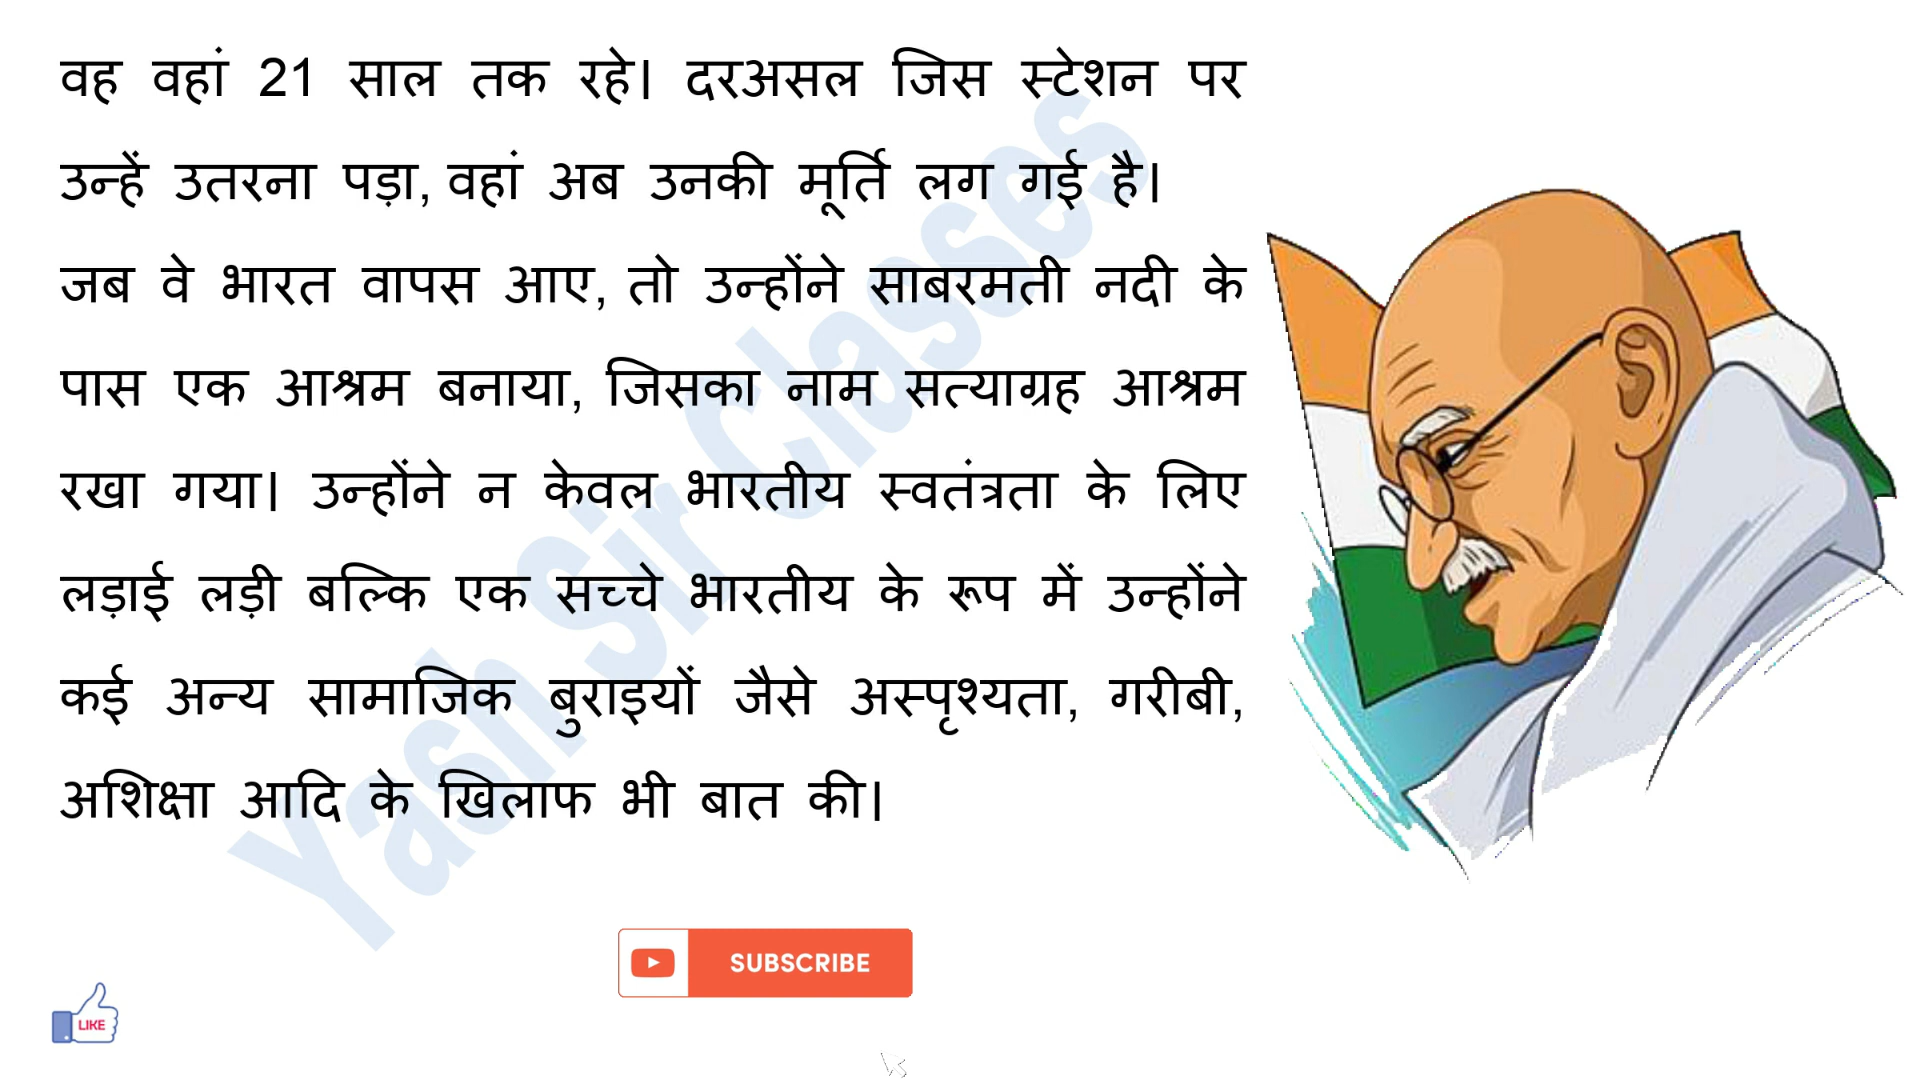 वह वहां 21 साल तक रहे। दरअसल जिस स्टेशन पर
उन्हें उतरना पड़ा, वहां अब उनकी मूर्ति लग गई है।
जब वे भारत वापस आए, तो उन्होंने साबरमती नदी के
पास एक आश्रम बनाया, जिसका नाम सत्याग्रह आश्रम
रखा गया। उन्होंने न केवल भारतीय स्वतंत्रता के लिए
लड़ाई लड़ी बल्कि एक सच्चे भारतीय के रूप में उन्होंने
कई अन्य सामाजिक बुराइयों जैसे अस्पृश्यता, गरीबी,
अशिक्षा आदि के खिलाफ भी बात की।
Yash Sir Classes
SUBSCRIBE
LIKE